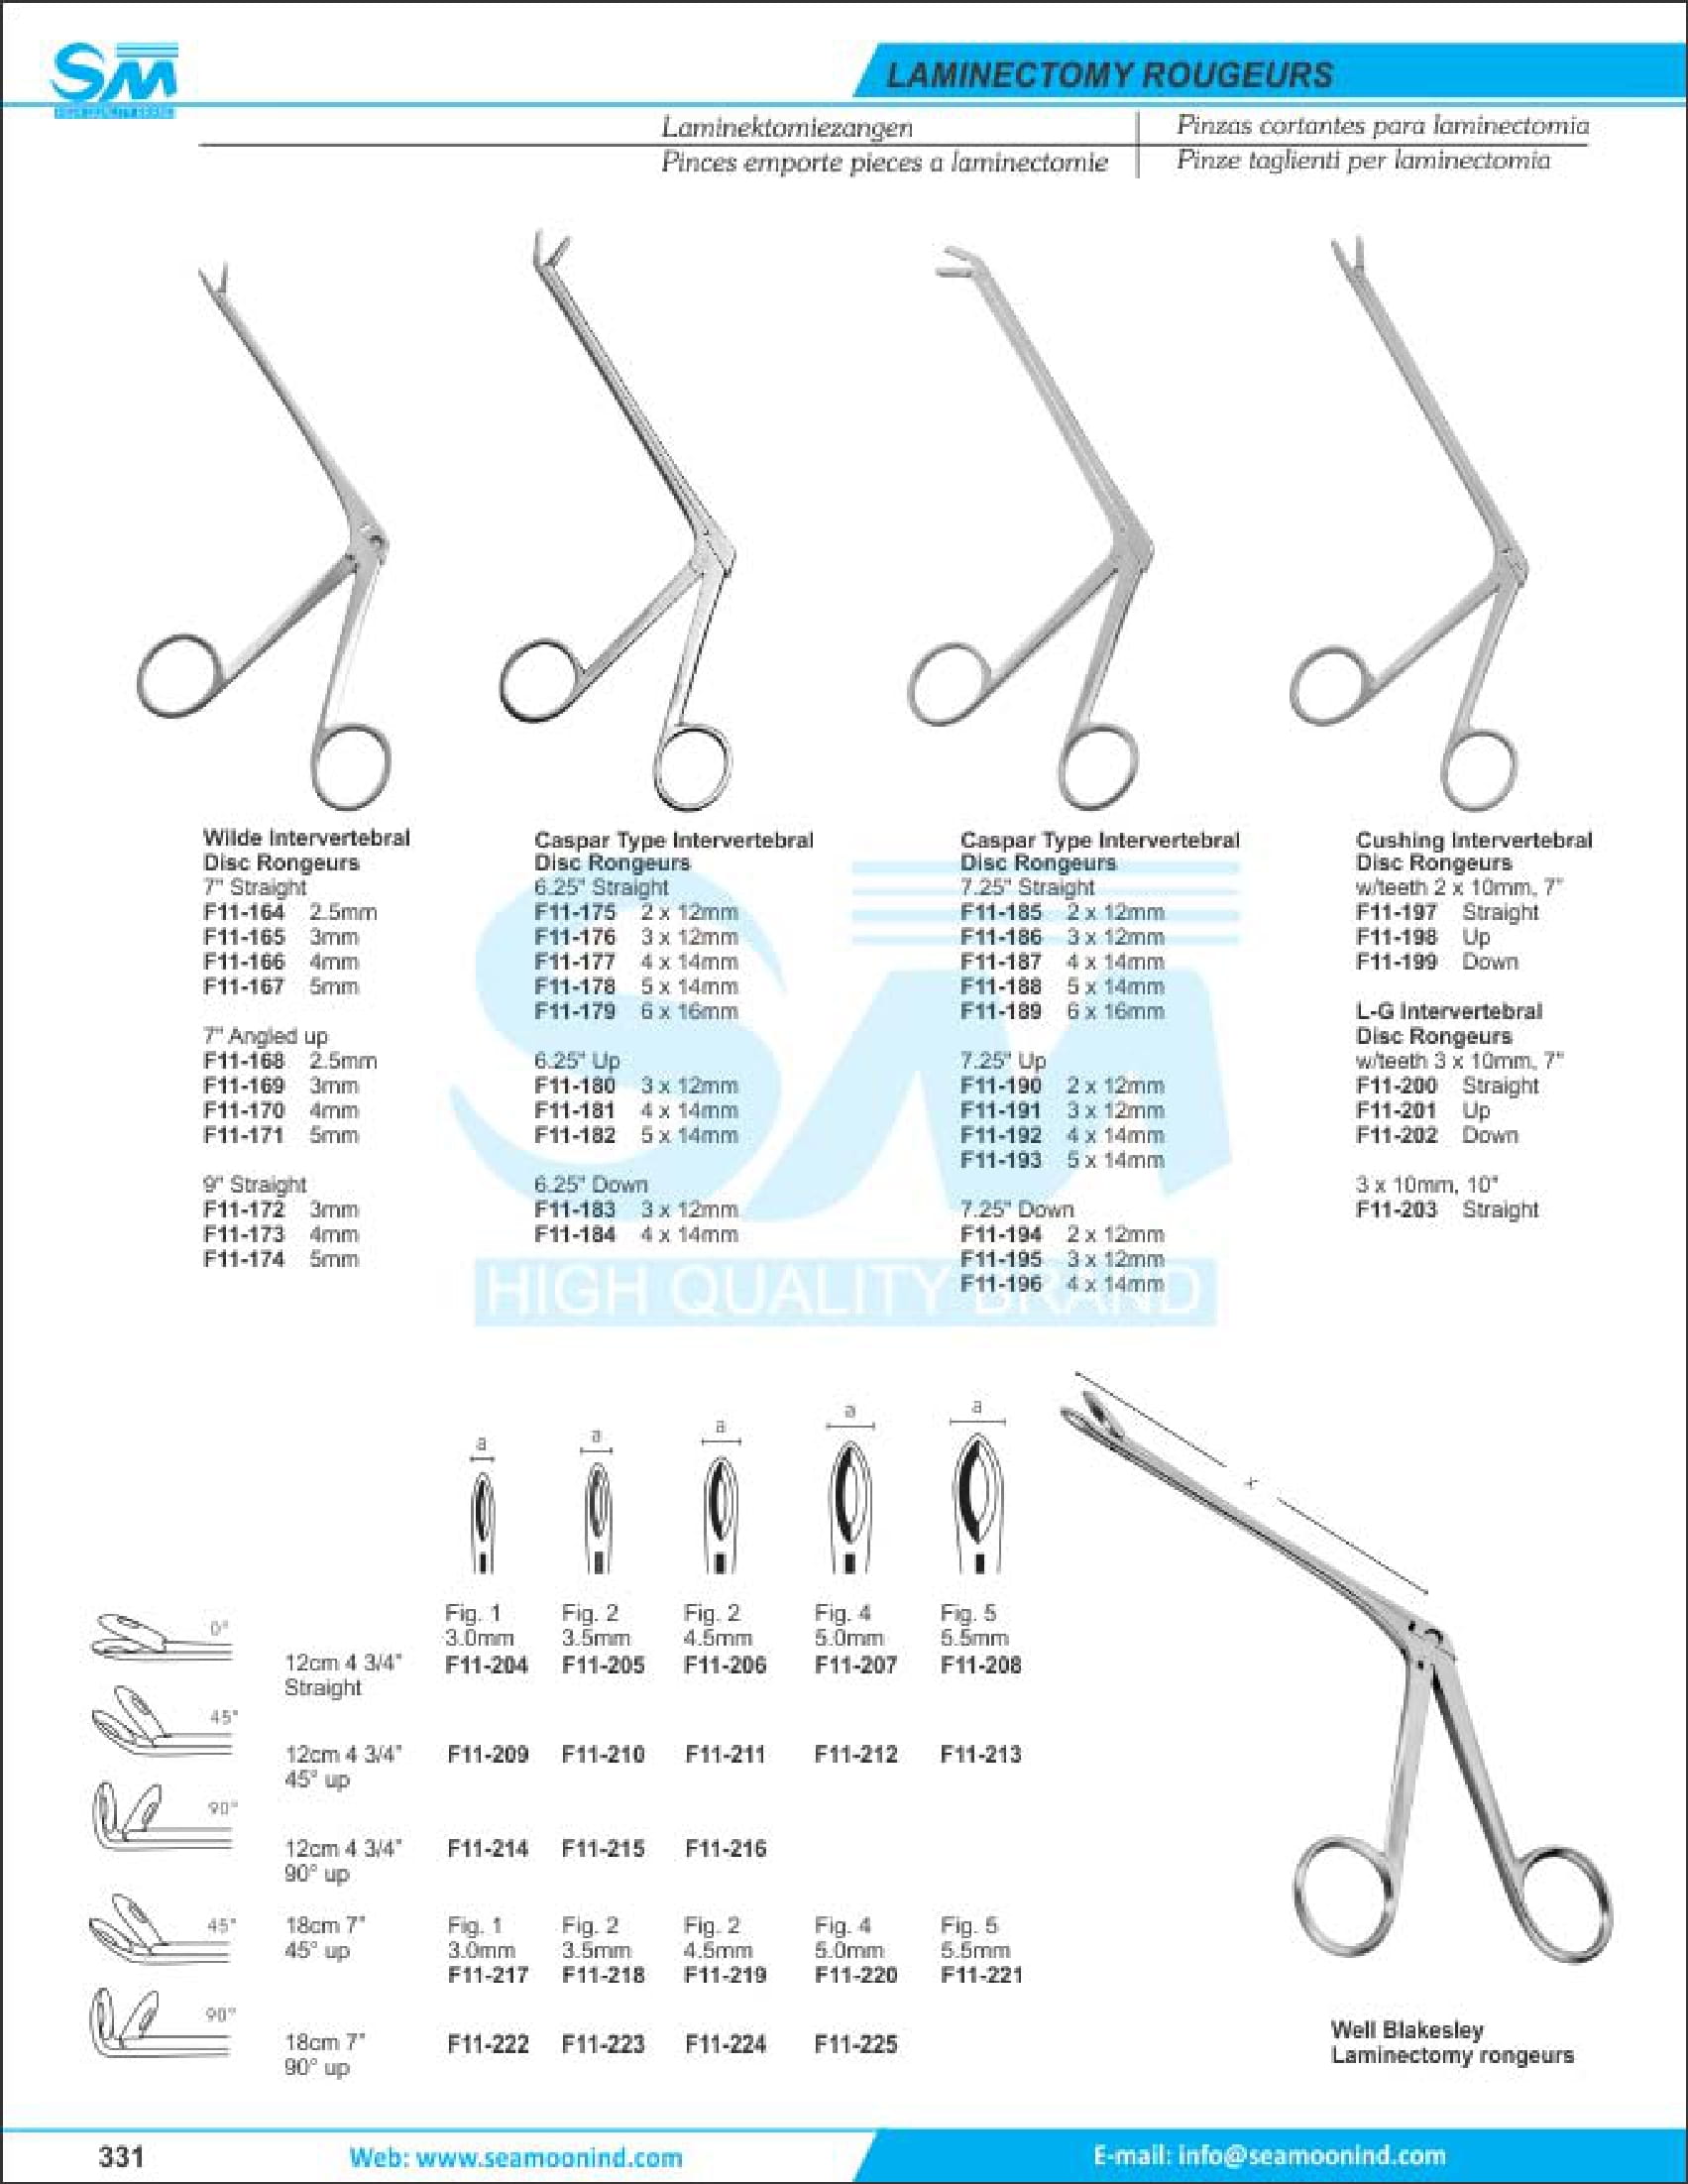 SM
LAMINECTOMY ROUGEURS
Laminektomiezangen
Pinces emporte pieces a laminectomie
Pinzas cortantes para laminectomia
Pinze taglienti per laminectomia
Wilde Intervertebral
Disc Rongeurs
7" Straight
F11-164 2.5mm
F11-165 3mm
F11-166 4mm
F11-167 5mm
7" Angled up
F11-168 2.5mm
F11-169 3mm
F11-170 4mm
F11-171 5mm
9" Straight
F11-172 3mm
F11-173 4mm
F11-174 5mm
Caspar Type Intervertebral
Disc Rongeurs
6.25" Straight
F11-175 2 x 12mm
F11-176 3 x 12mm
F11-177 4 x 14mm
F11-178 5 x 14mm
F11-179 6 x 16mm
6.25" Up
F11-180 3 x 12mm
F11-181 4 x 14mm
F11-182 5 x 14mm
6.25" Down
F11-183 3 x 12mm
F11-184 4 x 14mm
Caspar Type Intervertebral
Disc Rongeurs
7.25" Straight
F11-185 2 x 12mm
F11-186 3 x 12mm
F11-187 4 x 14mm
F11-188 5 x 14mm
F11-189 6 x 16mm
7.25" Up
F11-190 2 x 12mm
F11-191 3 x 12mm
F11-192 4 x 14mm
F11-193 5 x 14mm
7.25" Down
F11-194 2 x 12mm
F11-195 3 x 12mm
F11-196 4 x 14mm
Cushing Intervertebral
Disc Rongeurs
w/teeth 2 x 10mm, 7"
F11-197 Straight
F11-198 Up
F11-199 Down
L-G Intervertebral
Disc Rongeurs
w/teeth 3 x 10mm, 7"
F11-200 Straight
F11-201 Up
F11-202 Down
3 x 10mm, 10"
F11-203 Straight
SM
HIGH QUALITY BRAND
a a a a a
x
Fig. 1 Fig. 2 Fig. 2 Fig. 4 Fig. 5
0° 3.0mm 3.5mm 4.5mm 5.0mm 5.5mm
12cm 4 3/4" F11-204 F11-205 F11-206 F11-207 F11-208
Straight
45°
12cm 4 3/4" F11-209 F11-210 F11-211 F11-212 F11-213
45° up
90°
12cm 4 3/4" F11-214 F11-215 F11-216
90° up
45° 18cm 7" Fig. 1 Fig. 2 Fig. 2 Fig. 4 Fig. 5
45° up 3.0mm 3.5mm 4.5mm 5.0mm 5.5mm
F11-217 F11-218 F11-219 F11-220 F11-221
90°
18cm 7" F11-222 F11-223 F11-224 F11-225
90° up
Well Blakesley
Laminectomy rongeurs
331
Web: www.seamoonind.com
E-mail: info@seamoonind.com